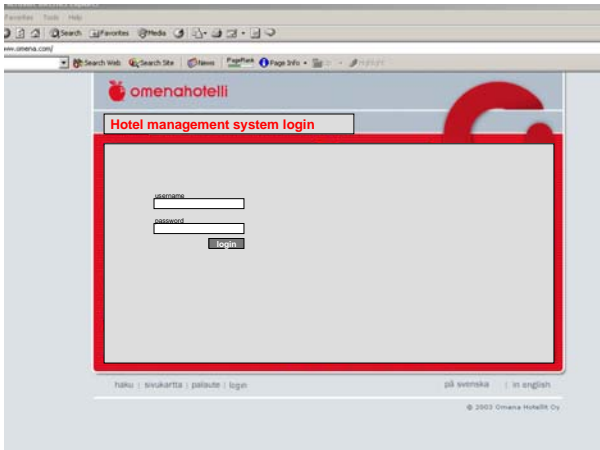 Favorites Tools Help
Search Favorites Media
www.omena.com/
Search Web Search Site News PageRank Page Info
omenahotelli
Hotel management system login
username
password
login
haku | sivukartta | palaute | login
på svenska | in english
© 2003 Omena Hotellit Oy